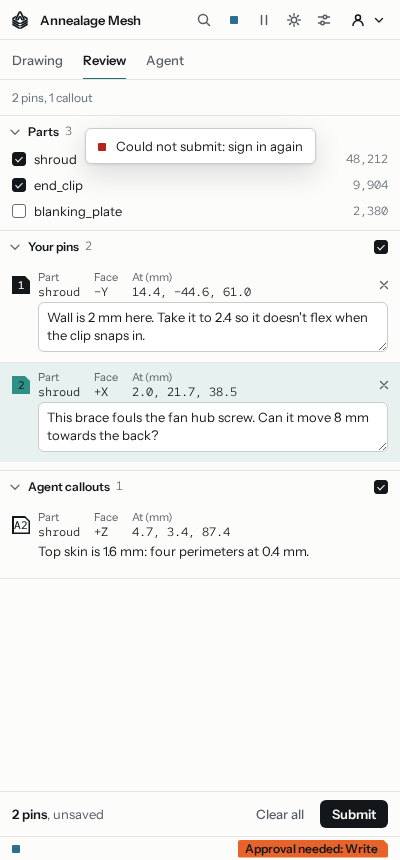 Annealage Mesh
Drawing Review Agent
2 pins, 1 callout
Parts 3
Could not submit: sign in again
shroud 48,212
end_clip 9,904
blanking_plate 2,380
Your pins 2
1
Part Face At (mm)
shroud −Y 14.4, −44.6, 61.0
Wall is 2 mm here. Take it to 2.4 so it doesn't flex when
the clip snaps in.
2
Part Face At (mm)
shroud +X 2.0, 21.7, 38.5
This brace fouls the fan hub screw. Can it move 8 mm
towards the back?
Agent callouts 1
A2
Part Face At (mm)
shroud +Z 4.7, 3.4, 87.4
Top skin is 1.6 mm: four perimeters at 0.4 mm.
2 pins, unsaved Clear all Submit
Approval needed: Write